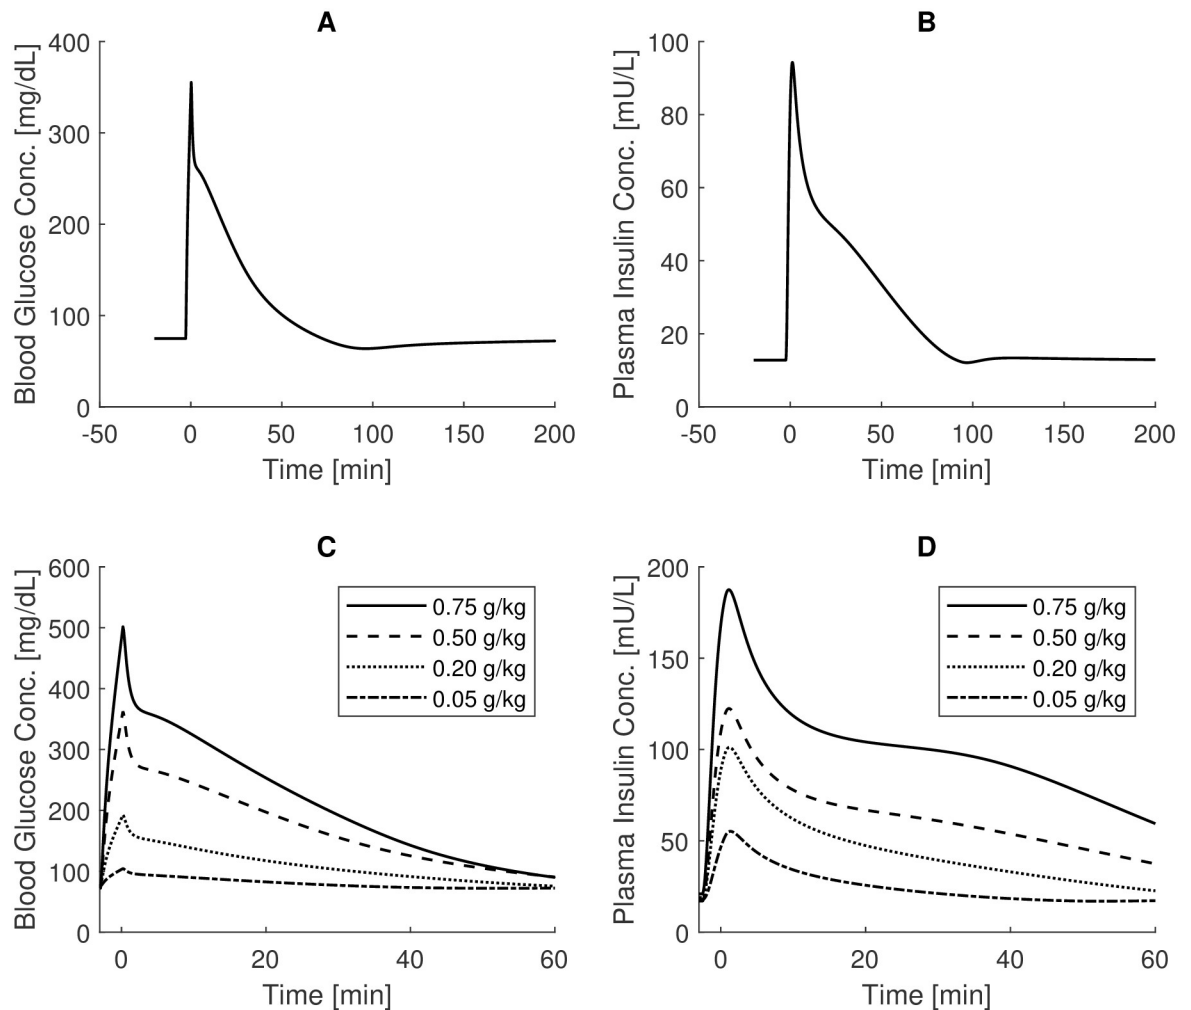 A
Blood Glucose Conc. [mg/dL]
400
300
200
100
0
-50 0 50 100 150 200
Time [min]
B
Plasma Insulin Conc. [mU/L]
100
80
60
40
20
0
-50 0 50 100 150 200
Time [min]
C
Blood Glucose Conc. [mg/dL]
600
500
400
300
200
100
0
0 20 40 60
Time [min]
0.75 g/kg
0.50 g/kg
0.20 g/kg
0.05 g/kg
D
Plasma Insulin Conc. [mU/L]
200
150
100
50
0
0 20 40 60
Time [min]
0.75 g/kg
0.50 g/kg
0.20 g/kg
0.05 g/kg